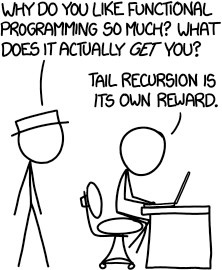 WHY DO YOU LIKE FUNCTIONAL
PROGRAMMING SO MUCH? WHAT
DOES IT ACTUALLY GET YOU?
TAIL RECURSION IS
ITS OWN REWARD.